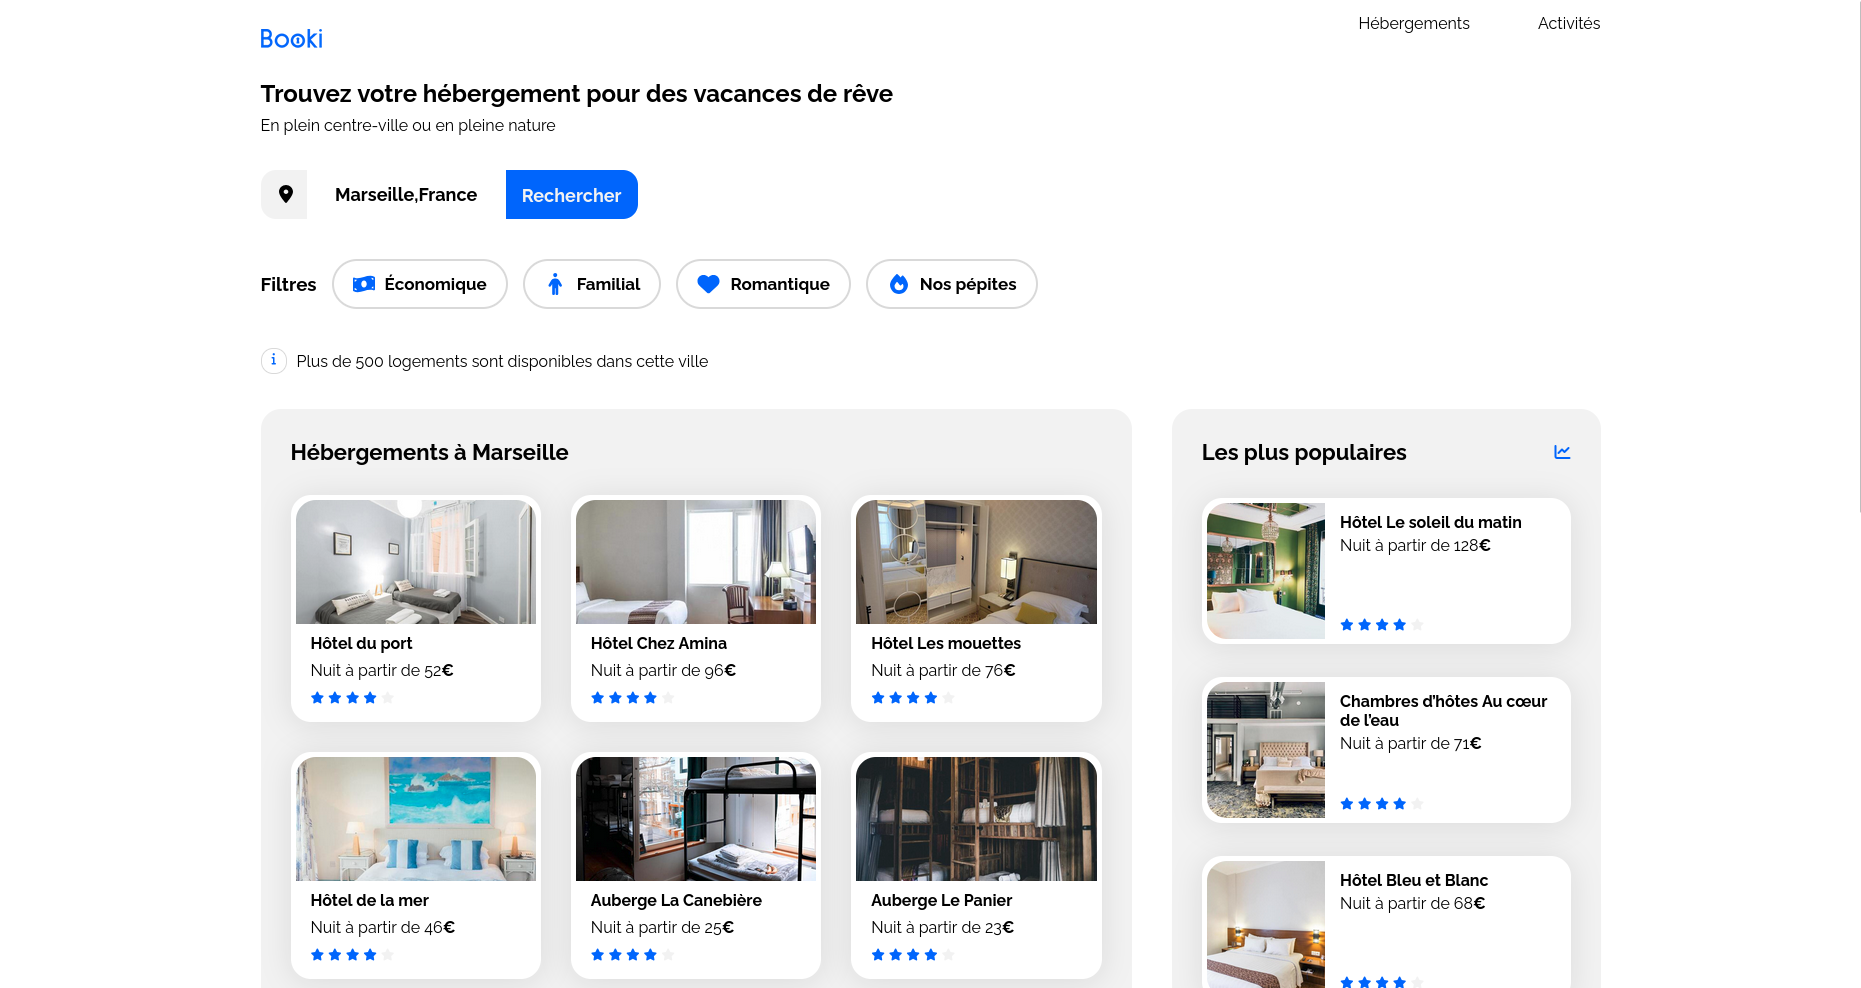 Booki
Hébergements
Activités
Trouvez votre hébergement pour des vacances de rêve
En plein centre-ville ou en pleine nature
Marseille,France
Rechercher
Filtres
Économique
Familial
Romantique
Nos pépites
Plus de 500 logements sont disponibles dans cette ville
Hébergements à Marseille
Hôtel du port
Nuit à partir de 52€
Hôtel Chez Amina
Nuit à partir de 96€
Hôtel Les mouettes
Nuit à partir de 76€
Hôtel de la mer
Nuit à partir de 46€
Auberge La Canebière
Nuit à partir de 25€
Auberge Le Panier
Nuit à partir de 23€
Les plus populaires
Hôtel Le soleil du matin
Nuit à partir de 128€
Chambres d’hôtes Au cœur
de l’eau
Nuit à partir de 71€
Hôtel Bleu et Blanc
Nuit à partir de 68€